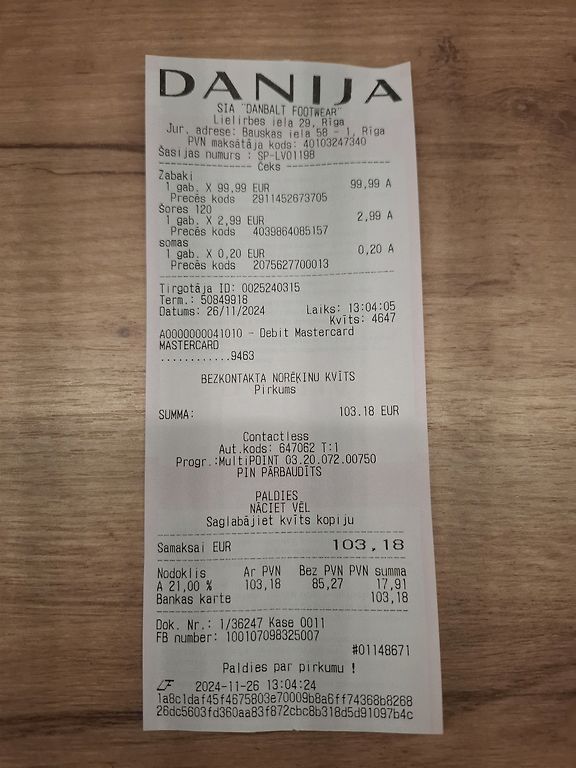 DANIJA
SIA "DANBALT FOOTWEAR"
Lielirbes iela 29, Rīga
Jur. adrese: Bauskas iela 58 - 1, Rīga
PVN maksātāja kods: 40103247340
Šasijas numurs : SP-LV01198
Čeks
Zabaki
1 gab. X 99,99 EUR 99,99 A
Precēs kods 2911452673705
Šores 120
1 gab. X 2,99 EUR 2,99 A
Precēs kods 4039864085157
somas
1 gab. X 0,20 EUR 0,20 A
Precēs kods 2075627700013
Tirgotāja ID: 0025240315
Term.: 50849918
Datums: 26/11/2024 Laiks: 13:04:05
Kvīts: 4647
A0000000041010 - Debit Mastercard
MASTERCARD
............9463
BEZKONTAKTA NORĒĶINU KVĪTS
Pirkums
SUMMA: 103.18 EUR
Contactless
Aut.kods: 647062 T:1
Progr.:MultiPOINT 03.20.072.00750
PIN PĀRBAUDĪTS
PALDIES
NĀCIET VĒL
Saglabājiet kvīts kopiju
Samaksai EUR 103,18
Nodoklis Ar PVN Bez PVN PVN summa
A 21,00 % 103,18 85,27 17,91
Bankas karte 103,18
Dok. Nr.: 1/36247 Kase 0011
FB number: 100107098325007
#01148671
Paldies par pirkumu !
LF 2024-11-26 13:04:24
1a8c1daf45f4675803e70009b8a6ff74368b8268
26dc5603fd360aa83f872cbc8b318d5d91097b4c